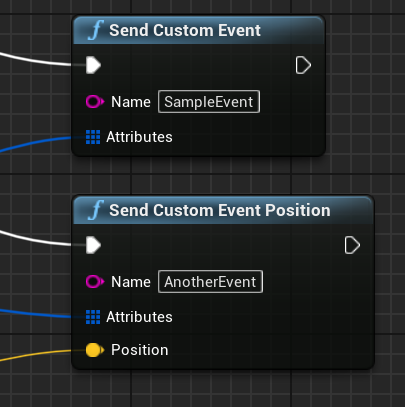 Send Custom Event
Name SampleEvent
Attributes
Send Custom Event Position
Name AnotherEvent
Attributes
Position